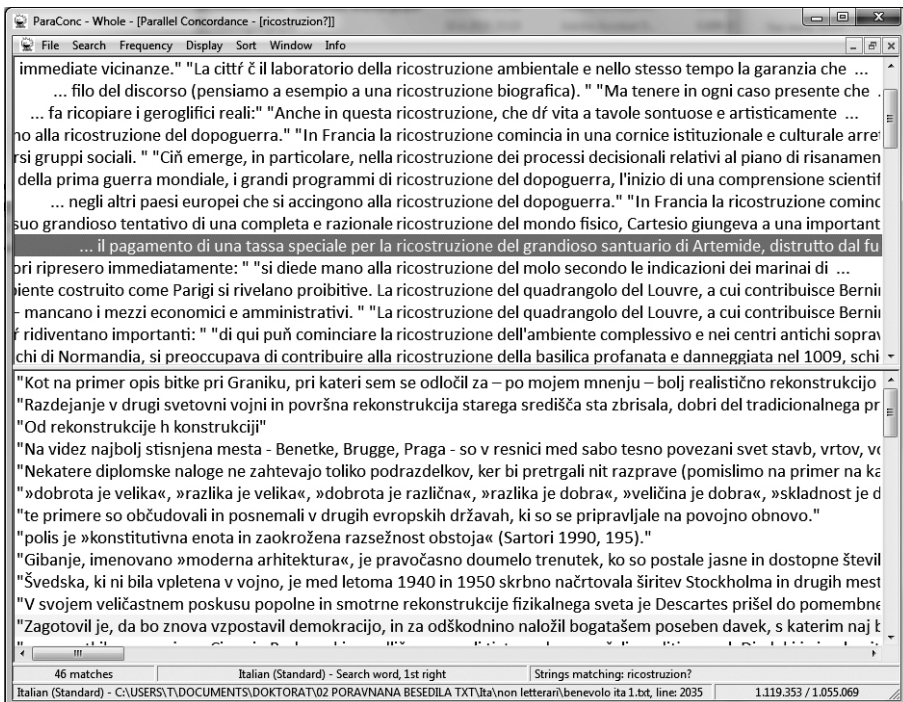 ParaConc - Whole - [Parallel Concordance - [ricostruzion?]]
File Search Frequency Display Sort Window Info
immediate vicinanze." "La cittŕ č il laboratorio della ricostruzione ambientale e nello stesso tempo la garanzia che ...
... filo del discorso (pensiamo a esempio a una ricostruzione biografica). " "Ma tenere in ogni caso presente che .
... fa ricopiare i geroglifici reali:" "Anche in questa ricostruzione, che dŕ vita a tavole sontuose e artisticamente ...
no alla ricostruzione del dopoguerra." "In Francia la ricostruzione comincia in una cornice istituzionale e culturale arret
rsi gruppi sociali. " "Ciň emerge, in particolare, nella ricostruzione dei processi decisionali relativi al piano di risanamen
della prima guerra mondiale, i grandi programmi di ricostruzione del dopoguerra, l'inizio di una comprensione scientif
... negli altri paesi europei che si accingono alla ricostruzione del dopoguerra." "In Francia la ricostruzione cominc
suo grandioso tentativo di una completa e razionale ricostruzione del mondo fisico, Cartesio giungeva a una important
... il pagamento di una tassa speciale per la ricostruzione del grandioso santuario di Artemide, distrutto dal fu
ori ripresero immediatamente: " "si diede mano alla ricostruzione del molo secondo le indicazioni dei marinai di ...
biente costruito come Parigi si rivelano proibitive. La ricostruzione del quadrangolo del Louvre, a cui contribuisce Bernin
- mancano i mezzi economici e amministrativi. " "La ricostruzione del quadrangolo del Louvre, a cui contribuisce Bernin
ŕ ridiventano importanti: " "di qui puň cominciare la ricostruzione dell'ambiente complessivo e nei centri antichi soprav
chi di Normandia, si preoccupava di contribuire alla ricostruzione della basilica profanata e danneggiata nel 1009, schi
"Kot na primer opis bitke pri Graniku, pri kateri sem se odločil za – po mojem mnenju – bolj realistično rekonstrukcijo
"Razdejanje v drugi svetovni vojni in površna rekonstrukcija starega središča sta zbrisala, dobri del tradicionalnega pr
"Od rekonstrukcije h konstrukciji"
"Na videz najbolj stisnjena mesta - Benetke, Brugge, Praga - so v resnici med sabo tesno povezani svet stavb, vrtov, vo
"Nekatere diplomske naloge ne zahtevajo toliko podrazdelkov, ker bi pretrgali nit razprave (pomislimo na primer na ka
"»dobrota je velika«, »razlika je velika«, »dobrota je različna«, »razlika je dobra«, »veličina je dobra«, »skladnost je d
"te primere so občudovali in posnemali v drugih evropskih državah, ki so se pripravljale na povojno obnovo."
"polis je »konstitutivna enota in zaokrožena razsežnost obstoja« (Sartori 1990, 195)."
"Gibanje, imenovano »moderna arhitektura«, je pravočasno doumelo trenutek, ko so postale jasne in dostopne števil
"Švedska, ki ni bila vpletena v vojno, je med letoma 1940 in 1950 skrbno načrtovala širitev Stockholma in drugih mest
"V svojem veličastnem poskusu popolne in smotrne rekonstrukcije fizikalnega sveta je Descartes prišel do pomembne
"Zagotovil je, da bo znova vzpostavil demokracijo, in za odškodnino naložil bogatašem poseben davek, s katerim naj b
46 matches Italian (Standard) - Search word, 1st right Strings matching: ricostruzion?
Italian (Standard) - C:\USERS\T\DOCUMENTS\DOKTORAT\02 PORAVNANA BESEDILA TXT\Ita\non letterari\benevolo ita 1.txt, line: 2035 1.119.353 / 1.055.069